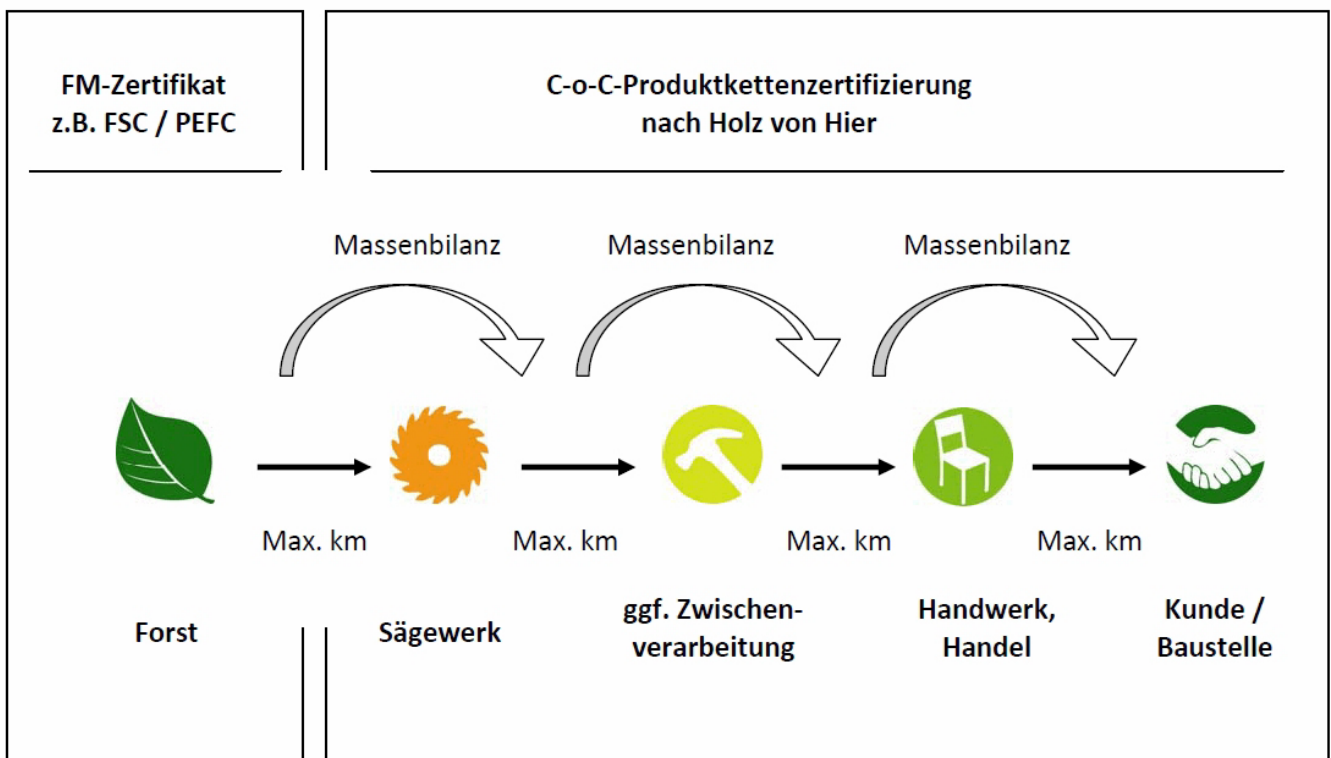 FM-Zertifikat
z.B. FSC / PEFC
C-o-C-Produktkettenzertifizierung
nach Holz von Hier
Massenbilanz
Massenbilanz
Massenbilanz
Max. km
Max. km
Max. km
Max. km
Forst
Sägewerk
ggf. Zwischen-
verarbeitung
Handwerk,
Handel
Kunde /
Baustelle